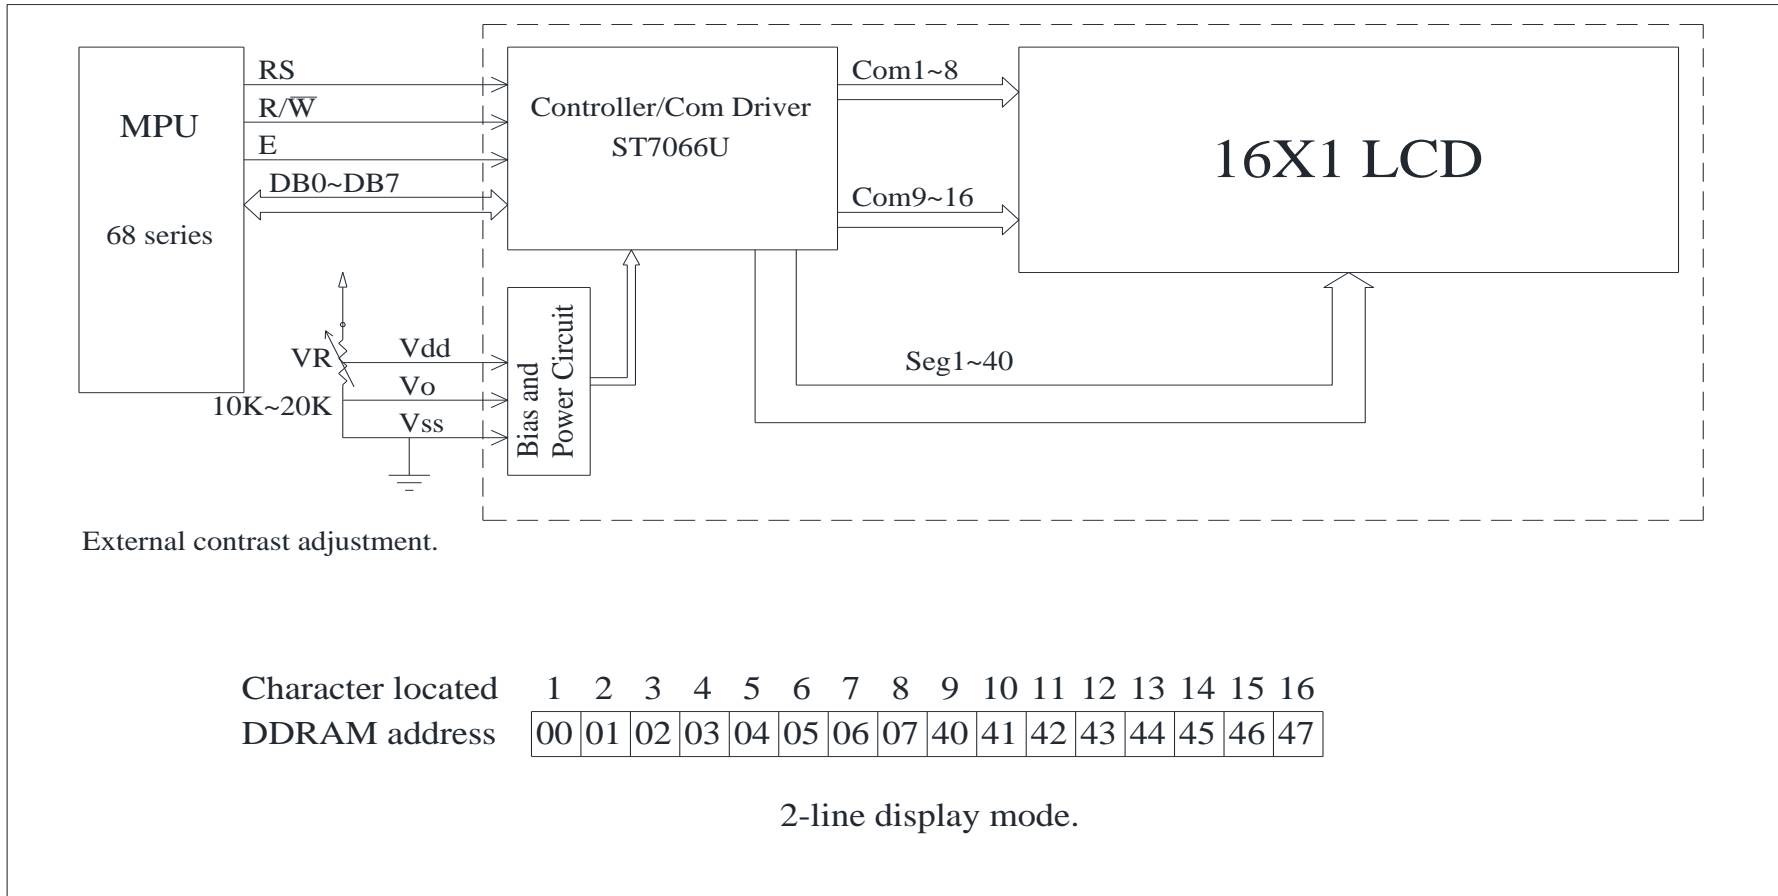 RS
R/W̅
E
DB0~DB7
MPU
68 series
Controller/Com Driver
ST7066U
Com1~8
Com9~16
16X1 LCD
VR
10K~20K
Vdd
Vo
Vss
Bias and
Power Circuit
Seg1~40
External contrast adjustment.
Character located 1 2 3 4 5 6 7 8 9 10 11 12 13 14 15 16
DDRAM address 00 01 02 03 04 05 06 07 40 41 42 43 44 45 46 47
2-line display mode.